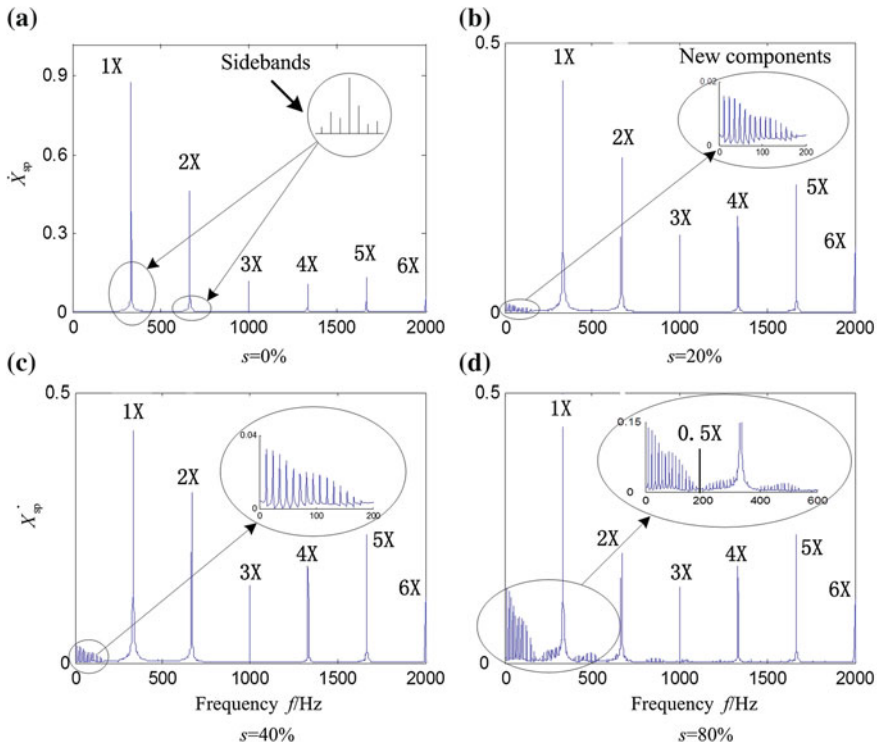 (a)
Sidebands
1X
2X
3X
4X
5X
6X
0.9
0.6
0.3
0
Ẋsp
500
1000
1500
2000
s=0%
(b)
0.5
New components
0.02
0
0
100
200
1X
2X
3X
4X
5X
6X
0
0
500
1000
1500
2000
s=20%
(c)
0.5
1X
2X
3X
4X
5X
6X
0.04
0
0
100
200
Ẋsp
0
0
500
1000
1500
2000
Frequency f/Hz
s=40%
(d)
0.5
1X
2X
3X
4X
5X
6X
0.15
0.5X
0
0
200
400
600
0
0
500
1000
1500
2000
Frequency f/Hz
s=80%